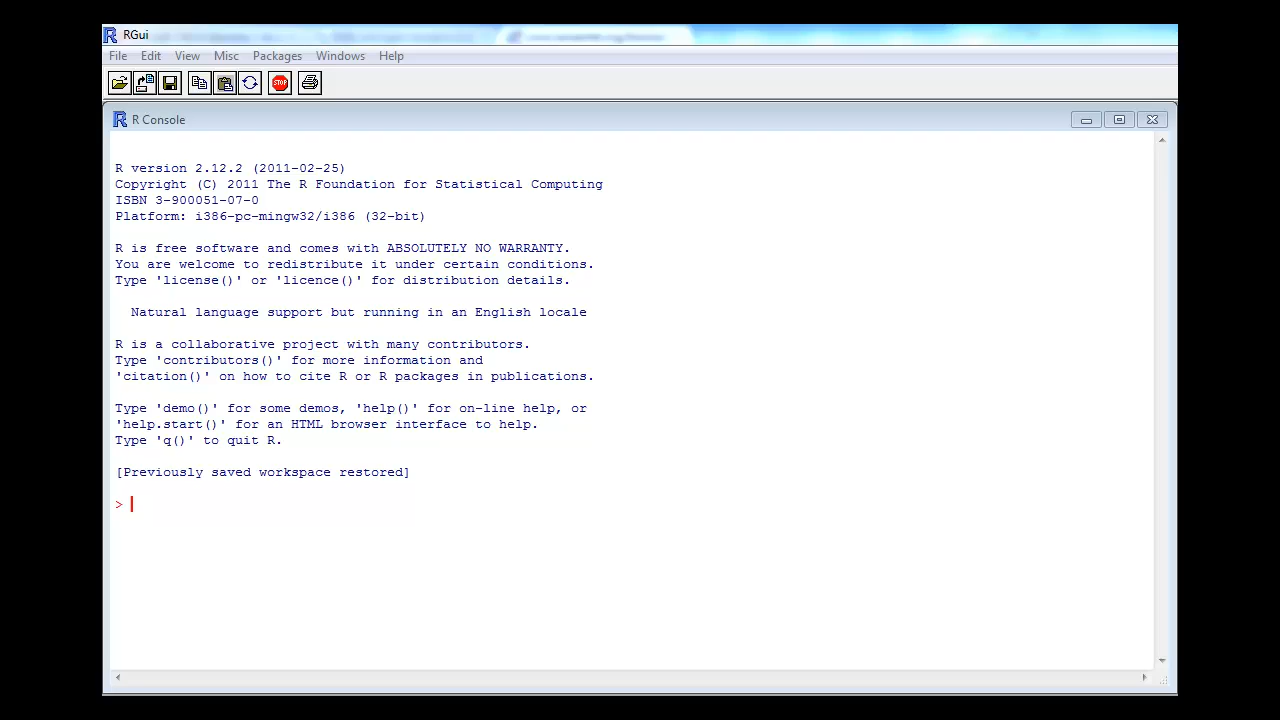 RGui
File Edit View Misc Packages Windows Help
STOP
R Console
R version 2.12.2 (2011-02-25)
Copyright (C) 2011 The R Foundation for Statistical Computing
ISBN 3-900051-07-0
Platform: i386-pc-mingw32/i386 (32-bit)
R is free software and comes with ABSOLUTELY NO WARRANTY.
You are welcome to redistribute it under certain conditions.
Type 'license()' or 'licence()' for distribution details.
Natural language support but running in an English locale
R is a collaborative project with many contributors.
Type 'contributors()' for more information and
'citation()' on how to cite R or R packages in publications.
Type 'demo()' for some demos, 'help()' for on-line help, or
'help.start()' for an HTML browser interface to help.
Type 'q()' to quit R.
[Previously saved workspace restored]
>